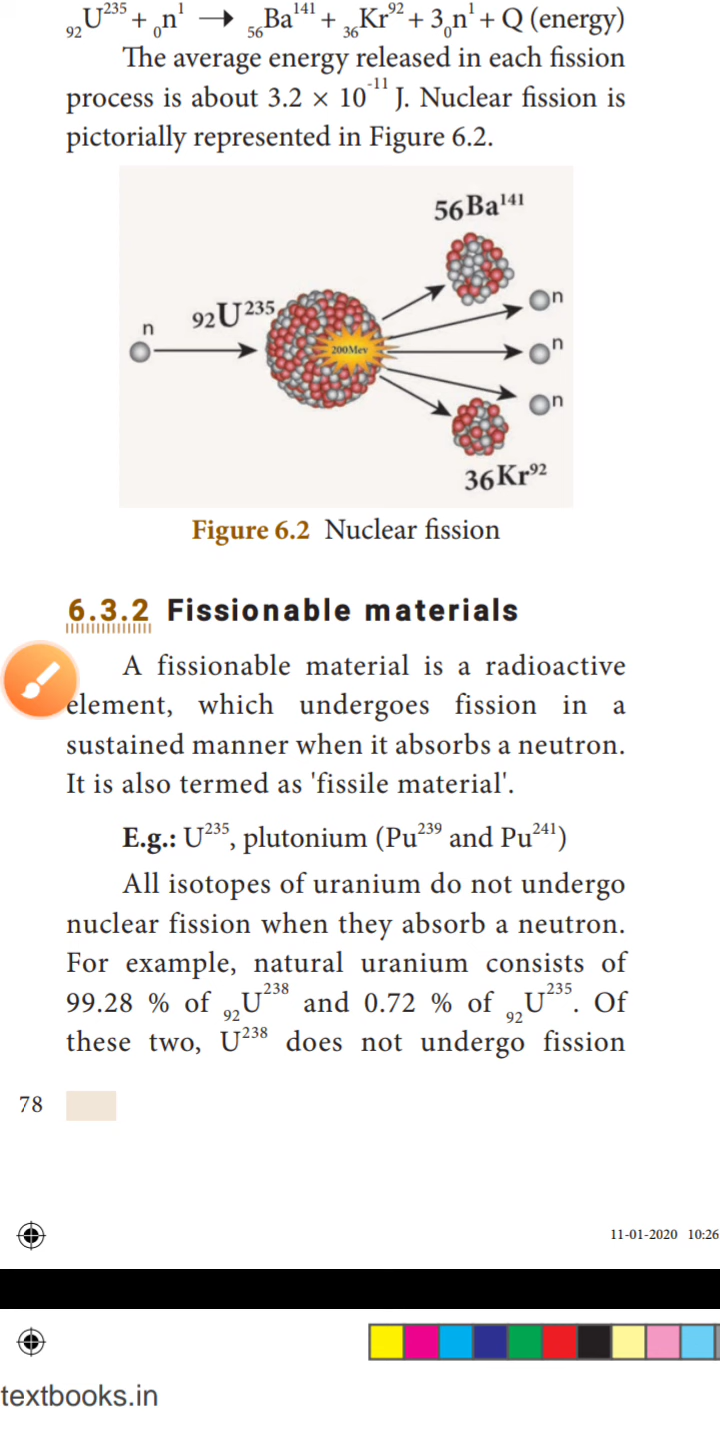 ₉₂U²³⁵ + ₀n¹ → ₅₆Ba¹⁴¹ + ₃₆Kr⁹² + 3₀n¹ + Q (energy)
The average energy released in each fission
process is about 3.2 × 10⁻¹¹ J. Nuclear fission is
pictorially represented in Figure 6.2.
56Ba¹⁴¹
n
92U²³⁵
n
200Mev
n
n
36Kr⁹²
Figure 6.2 Nuclear fission
6.3.2 Fissionable materials
A fissionable material is a radioactive
element, which undergoes fission in a
sustained manner when it absorbs a neutron.
It is also termed as 'fissile material'.
E.g.: U²³⁵, plutonium (Pu²³⁹ and Pu²⁴¹)
All isotopes of uranium do not undergo
nuclear fission when they absorb a neutron.
For example, natural uranium consists of
99.28 % of ₉₂U²³⁸ and 0.72 % of ₉₂U²³⁵. Of
these two, U²³⁸ does not undergo fission
78
11-01-2020 10:26
textbooks.in